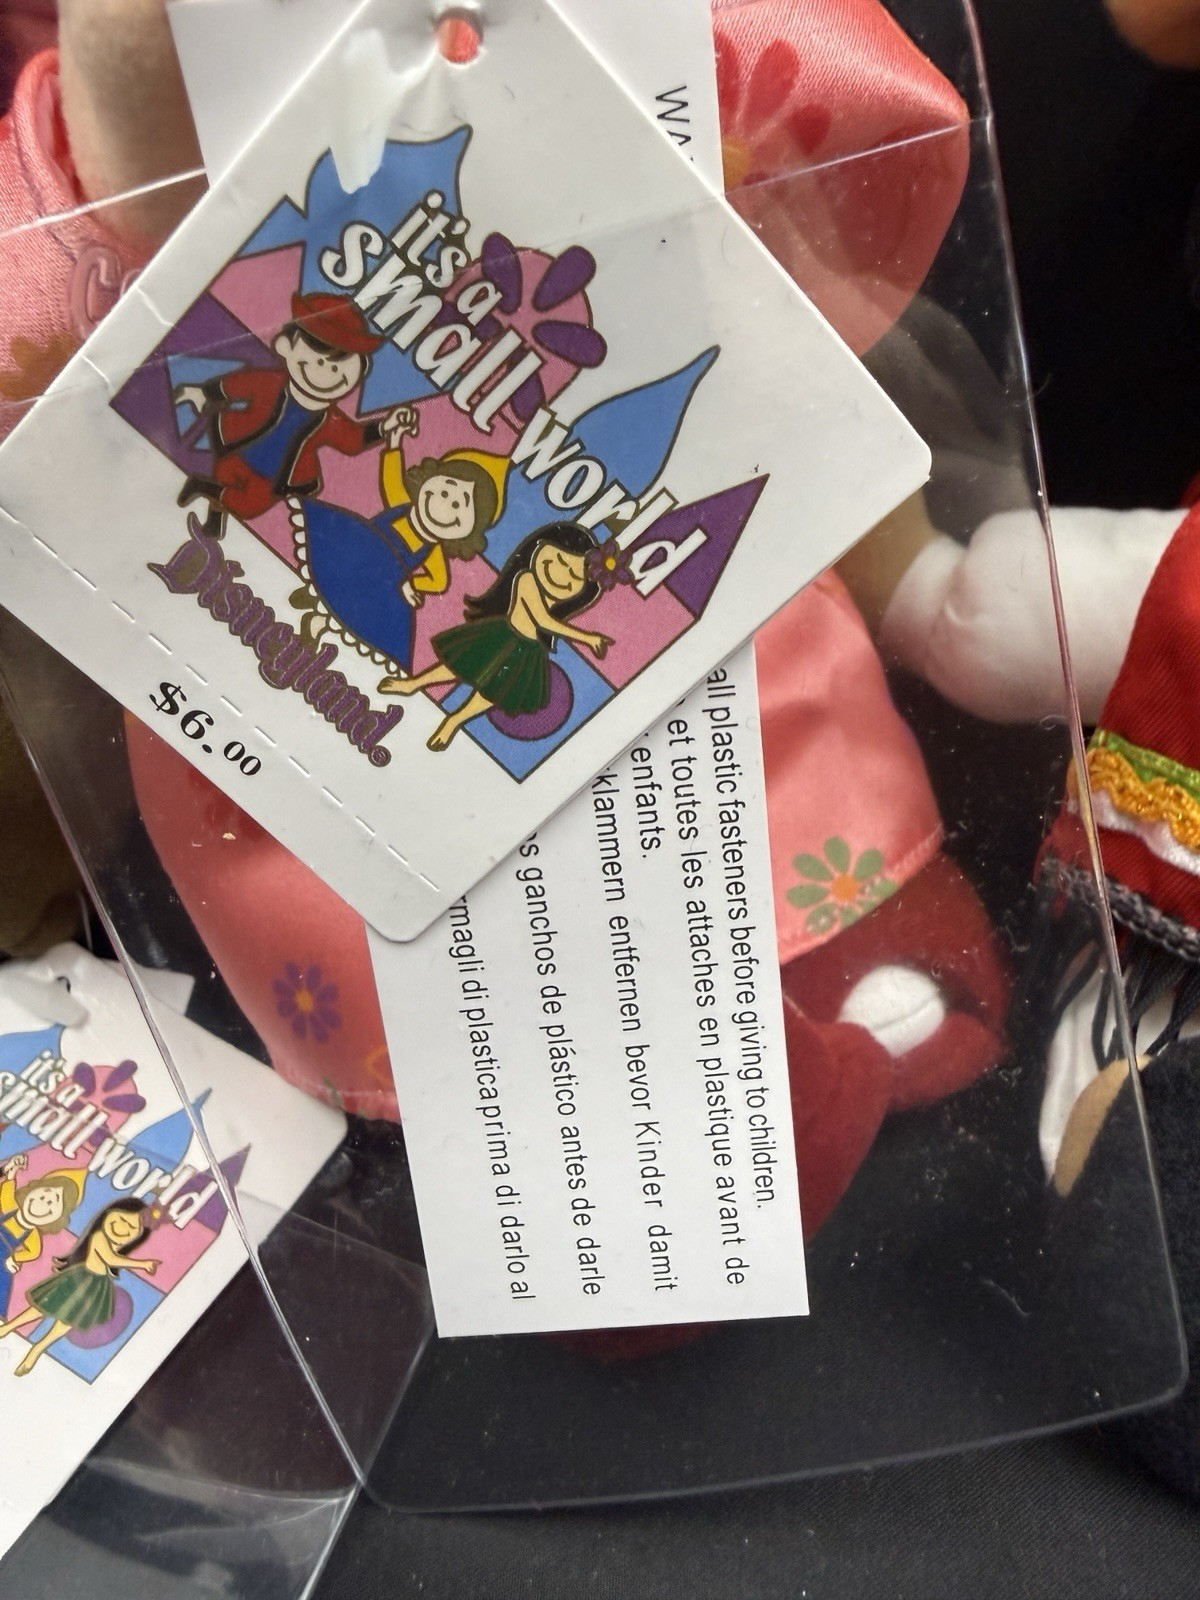 it's a
small
world
Disneyland®
$6.00
WA
all plastic fasteners before giving to children.
, et toutes les attaches en plastique avant de
enfants.
klammern entfernen bevor Kinder damit
s ganchos de plástico antes de darle
rmagli di plastica prima di darlo al
it's a
small
world